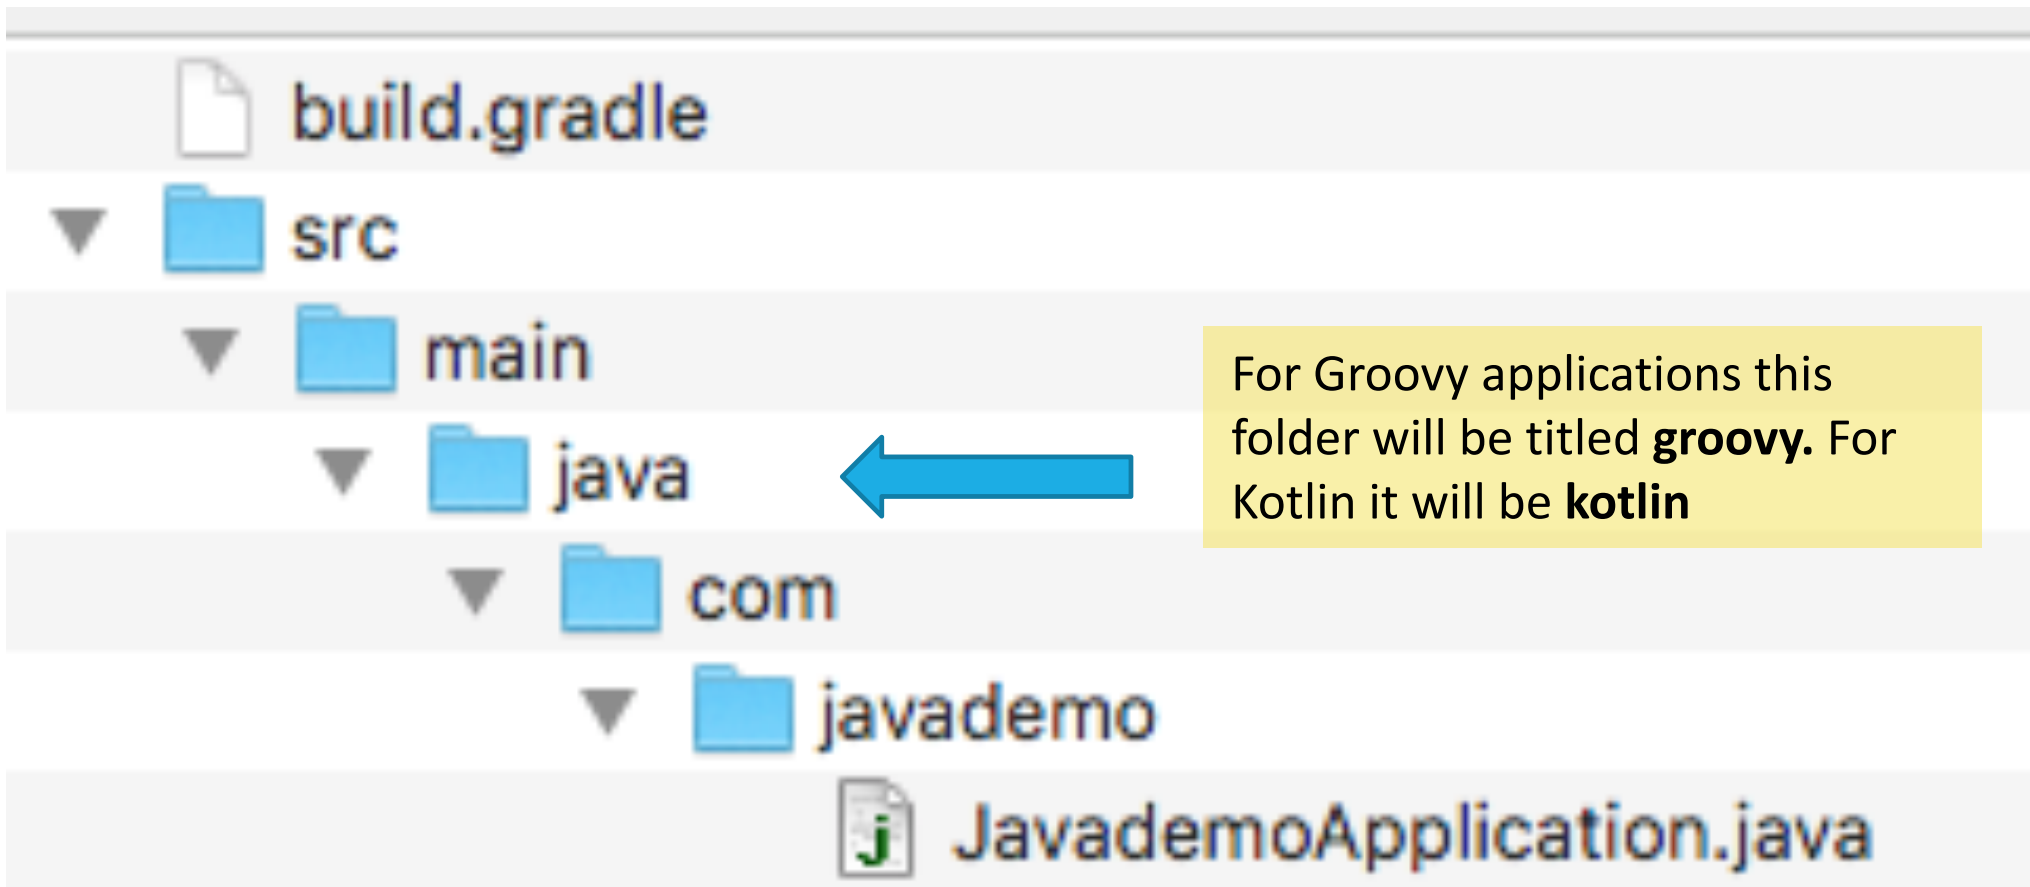 build.gradle
src
main
java
For Groovy applications this
folder will be titled groovy. For
Kotlin it will be kotlin
com
javademo
JavademoApplication.java